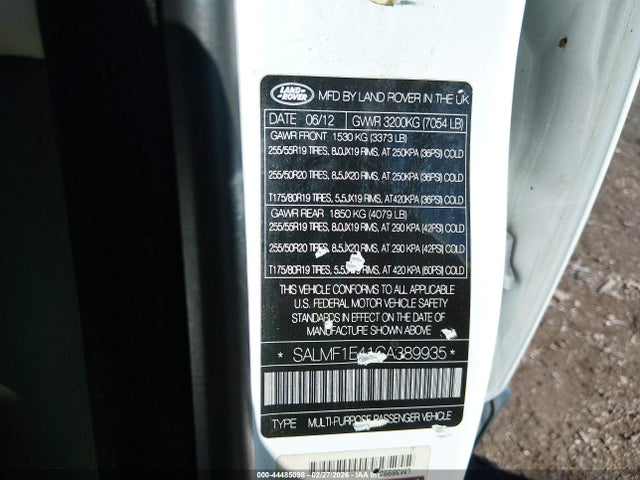 LAND
ROVER
MFD BY LAND ROVER IN THE UK
DATE 06/12 GVWR 3200KG (7054 LB)
GAWR FRONT 1530 KG (3373 LB)
255/55R19 TIRES, 8.0JX19 RIMS, AT 250KPA (36PSI) COLD
255/50R20 TIRES, 8.5JX20 RIMS, AT 250KPA (36PSI) COLD
T175/80R19 TIRES, 5.5JX19 RIMS, AT 420KPA (36PSI) COLD
GAWR REAR 1850 KG (4079 LB)
255/55R19 TIRES, 8.0JX19 RIMS, AT 290 KPA (42PSI) COLD
255/50R20 TIRES, 8.5JX20 RIMS, AT 290 KPA (42PSI) COLD
T175/80R19 TIRES, 5.5JX19 RIMS, AT 420 KPA (60PSI) COLD
THIS VEHICLE CONFORMS TO ALL APPLICABLE
U.S. FEDERAL MOTOR VEHICLE SAFETY
STANDARDS IN EFFECT ON THE DATE OF
MANUFACTURE SHOWN ABOVE
* SALMF1E41CA389935 *
TYPE MULTI-PURPOSE PASSENGER VEHICLE
000-44485098 - 02/27/2026 - IAAI Branch